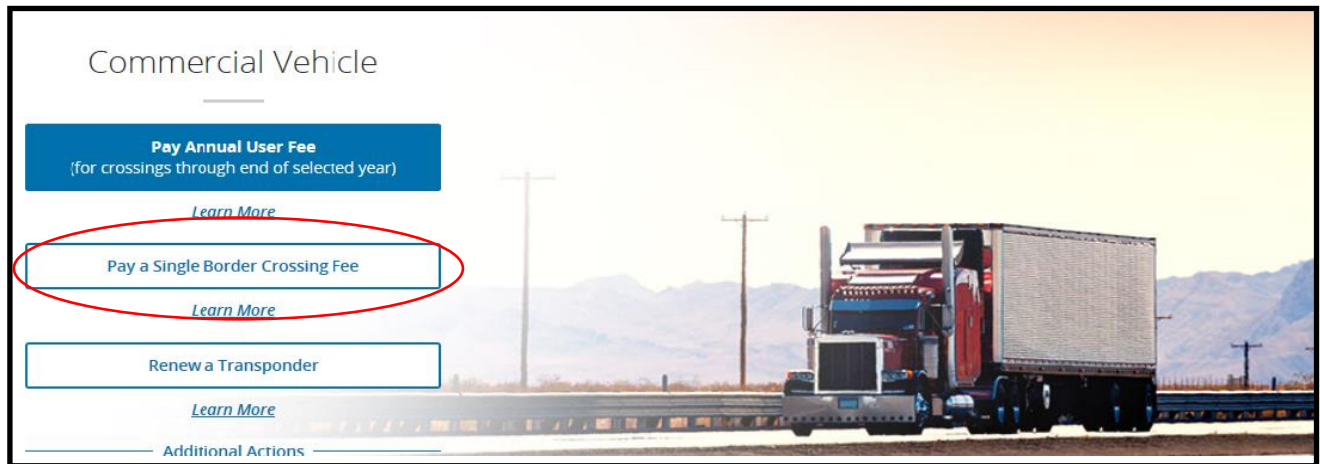 Commercial Vehicle
Pay Annual User Fee
(for crossings through end of selected year)
Learn More
Pay a Single Border Crossing Fee
Learn More
Renew a Transponder
Learn More
Additional Actions